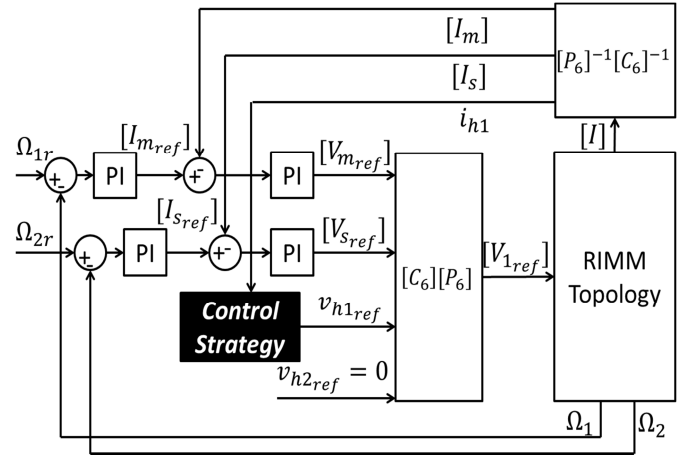 [I_m]
[P_6]^{-1}[C_6]^{-1}
[I_s]
i_{h1}
[I]
Ω_{1r}
[I_{m_{ref}}]
PI
PI
[V_{m_{ref}}]
+
-
+
-
Ω_{2r}
[I_{s_{ref}}]
PI
PI
[V_{s_{ref}}]
+
-
+
-
[C_6][P_6]
[V_{1_{ref}}]
RIMM
Topology
Control
Strategy
v_{h1_{ref}}
v_{h2_{ref}} = 0
Ω_1
Ω_2